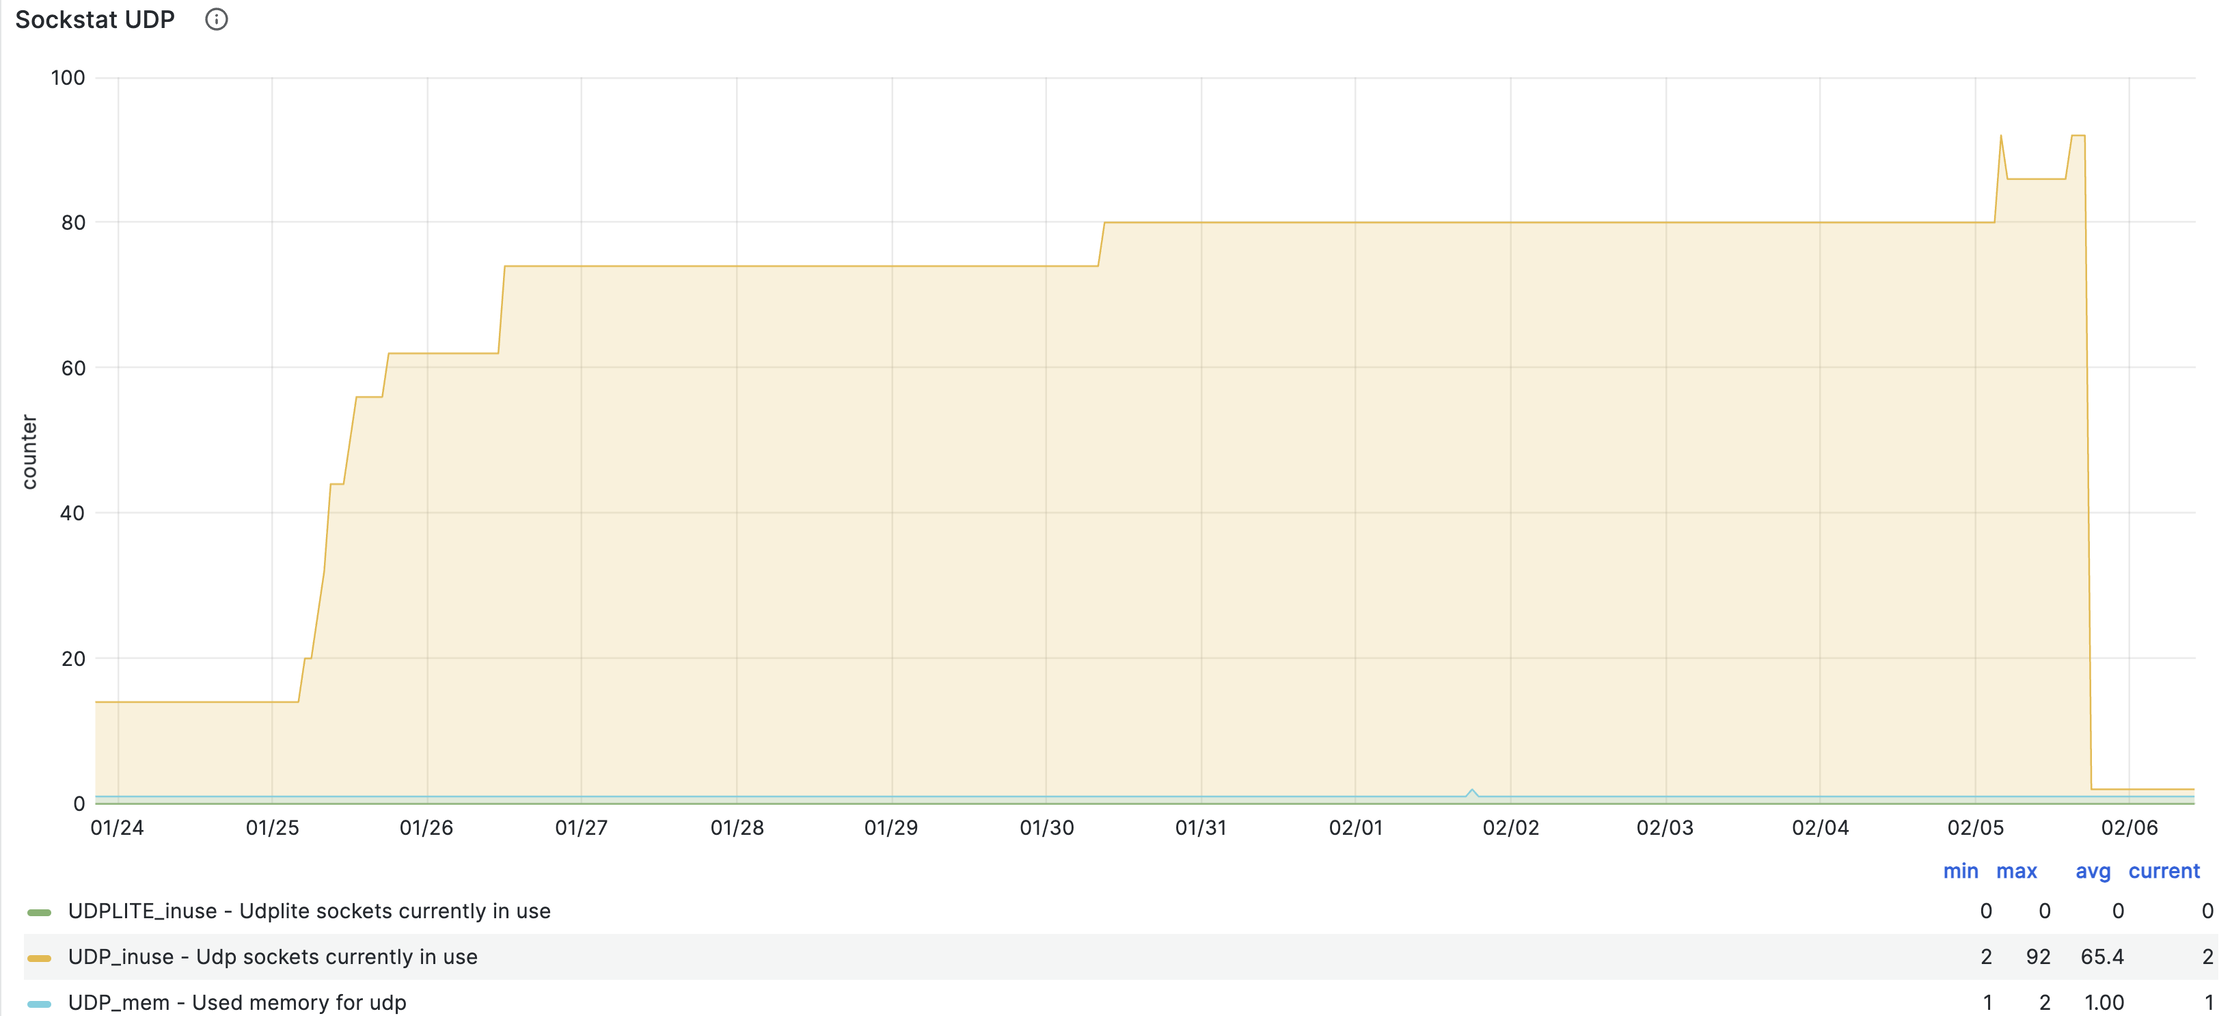 Sockstat UDP
100
80
60
40
20
0
counter
01/24 01/25 01/26 01/27 01/28 01/29 01/30 01/31 02/01 02/02 02/03 02/04 02/05 02/06
min max avg current
UDPLITE_inuse - Udplite sockets currently in use 0 0 0 0
UDP_inuse - Udp sockets currently in use 2 92 65.4 2
UDP_mem - Used memory for udp 1 2 1.00 1